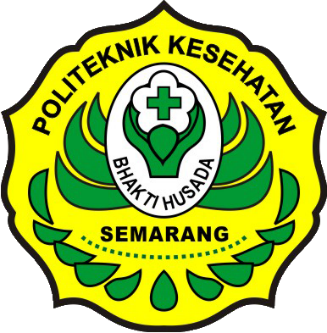 POLITEKNIK KESEHATAN
BHAKTI HUSADA
SEMARANG